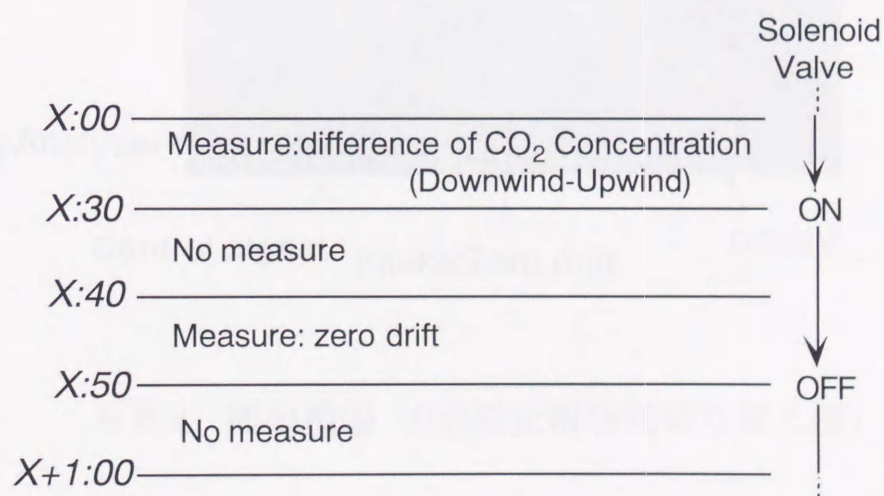 Solenoid
Valve
X:00
Measure:difference of CO₂ Concentration
(Downwind-Upwind)
X:30
ON
No measure
X:40
Measure: zero drift
X:50
OFF
No measure
X+1:00